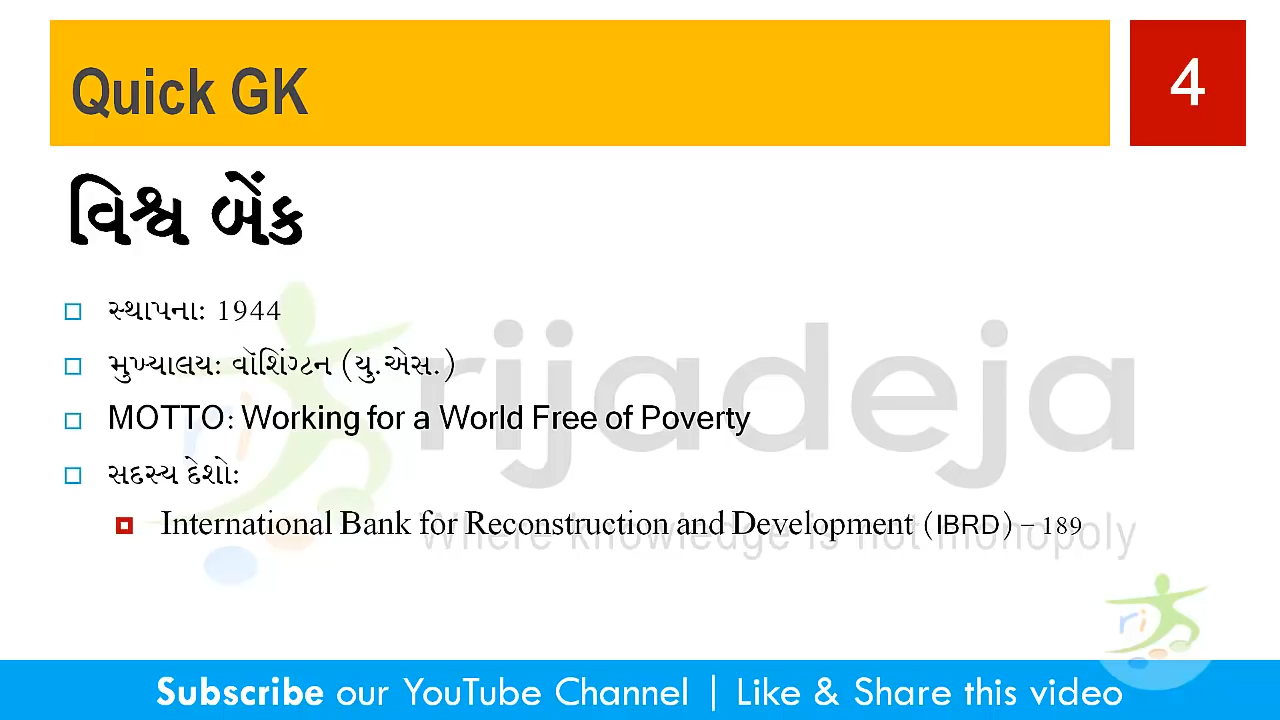 Quick GK
4
વિશ્વ બેંક
સ્થાપના: 1944
મુખ્યાલય: વૉશિંગ્ટન (યુ.એસ.)
MOTTO: Working for a World Free of Poverty
સદસ્ય દેશો:
International Bank for Reconstruction and Development (IBRD) – 189
rijadeja
Where knowledge is not monopoly
ri
Subscribe our YouTube Channel | Like & Share this video